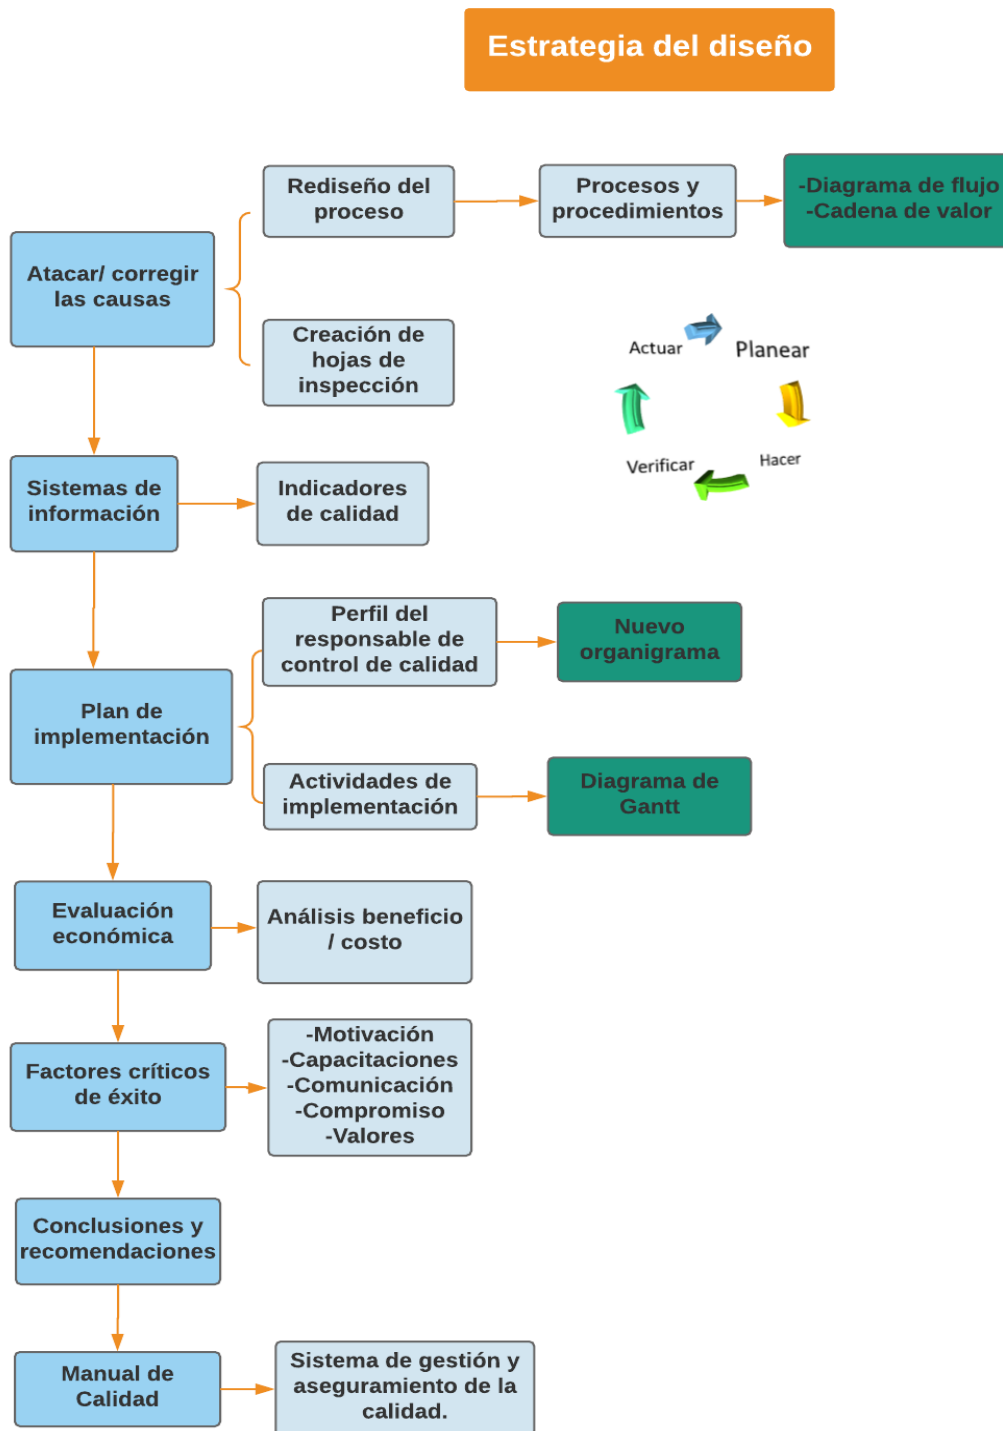 Estrategia del diseño
Rediseño del
proceso
Procesos y
procedimientos
-Diagrama de flujo
-Cadena de valor
Atacar/ corregir
las causas
Creación de
hojas de
inspección
Actuar
Planear
Verificar
Hacer
Sistemas de
información
Indicadores
de calidad
Perfil del
responsable de
control de calidad
Nuevo
organigrama
Plan de
implementación
Actividades de
implementación
Diagrama de
Gantt
Evaluación
económica
Análisis beneficio
/ costo
Factores críticos
de éxito
-Motivación
-Capacitaciones
-Comunicación
-Compromiso
-Valores
Conclusiones y
recomendaciones
Manual de
Calidad
Sistema de gestión y
aseguramiento de la
calidad.